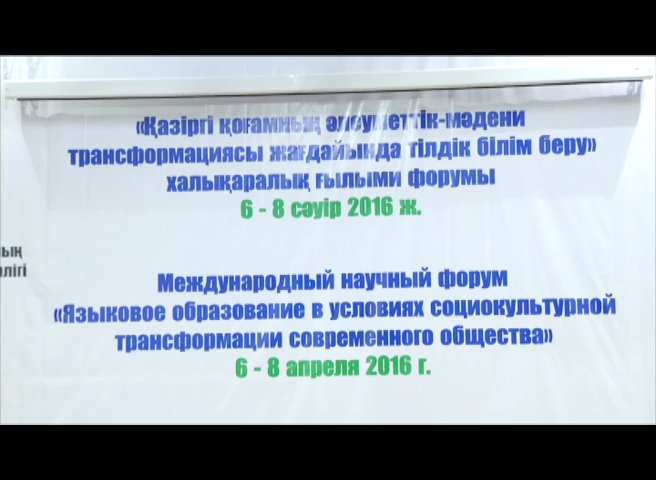 «Қазіргі қоғамның әлеуметтік-мәдени
трансформациясы жағдайында тілдік білім беру»
халықаралық ғылыми форумы
6 - 8 сәуір 2016 ж.
Международный научный форум
«Языковое образование в условиях социокультурной
трансформации современного общества»
6 - 8 апреля 2016 г.